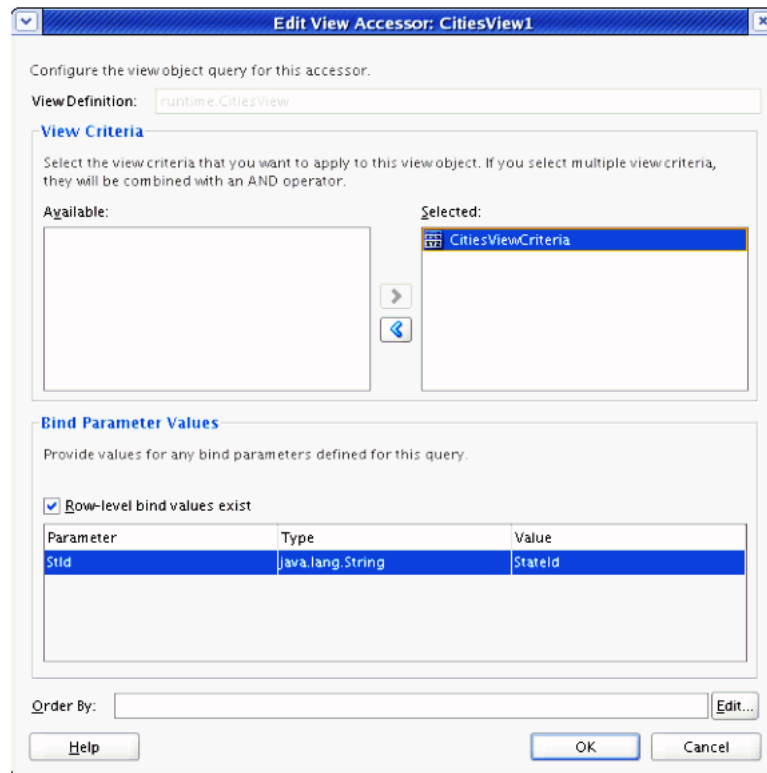 Edit View Accessor: CitiesView1
Configure the view object query for this accessor.
View Definition: runtime.CitiesView
View Criteria
Select the view criteria that you want to apply to this view object. If you select multiple view criteria,
they will be combined with an AND operator.
Available: Selected:
CitiesViewCriteria
Bind Parameter Values
Provide values for any bind parameters defined for this query.
Row-level bind values exist
Parameter Type Value
StId java.lang.String StateId
Order By: Edit...
Help OK Cancel